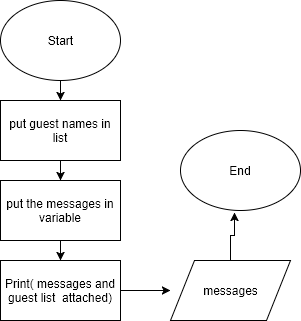 Start
put guest names in
list
put the messages in
variable
Print( messages and
guest list  attached)
messages
End